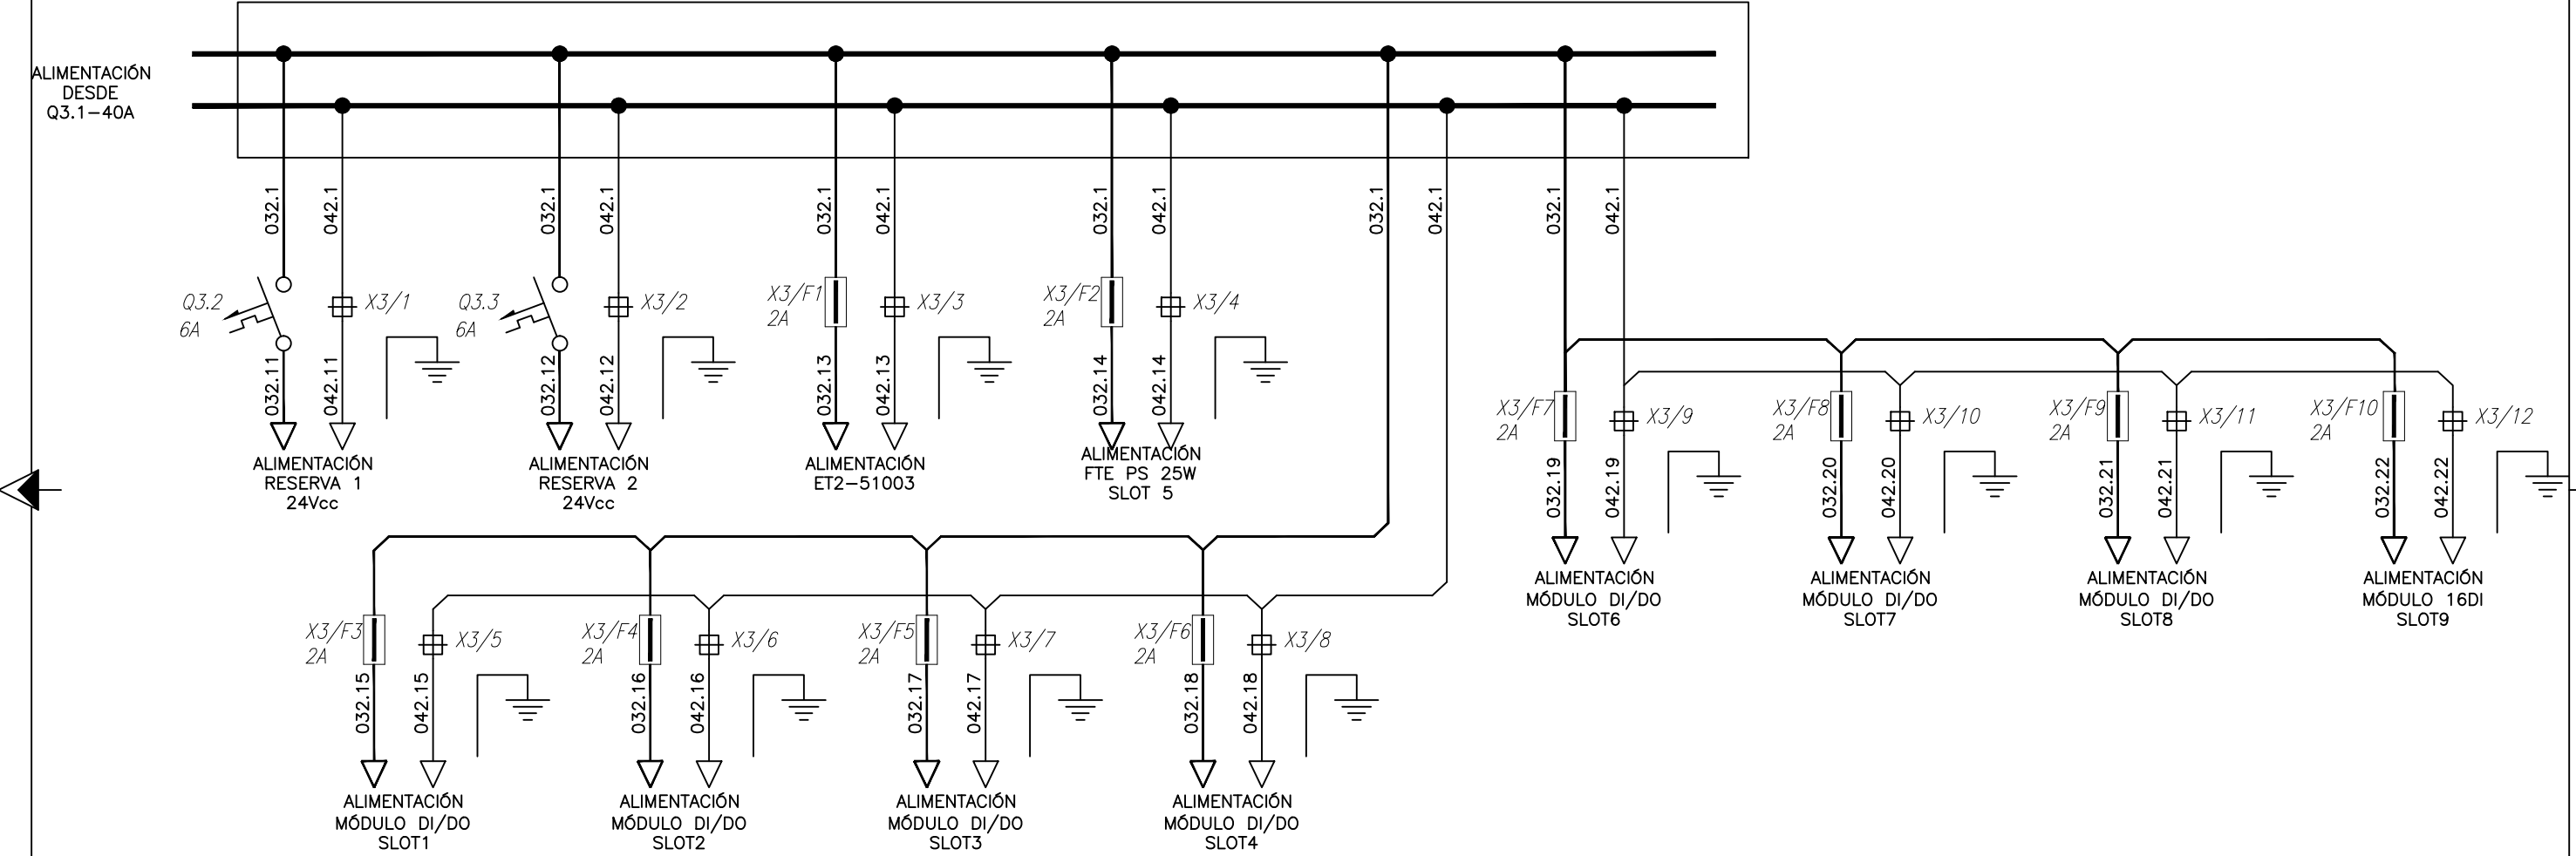 ALIMENTACIÓN
DESDE
Q3.1-40A
032.1
042.1
032.1
042.1
032.1
042.1
032.1
042.1
032.1
042.1
032.1
042.1
Q3.2
6A
X3/1
Q3.3
6A
X3/2
X3/F1
2A
X3/3
X3/F2
2A
X3/4
032.11
042.11
032.12
042.12
032.13
042.13
032.14
042.14
ALIMENTACIÓN
RESERVA 1
24Vcc
ALIMENTACIÓN
RESERVA 2
24Vcc
ALIMENTACIÓN
ET2-51003
ALIMENTACIÓN
FTE PS 25W
SLOT 5
X3/F7
2A
X3/9
X3/F8
2A
X3/10
X3/F9
2A
X3/11
X3/F10
2A
X3/12
032.19
042.19
032.20
042.20
032.21
042.21
032.22
042.22
ALIMENTACIÓN
MÓDULO DI/DO
SLOT6
ALIMENTACIÓN
MÓDULO DI/DO
SLOT7
ALIMENTACIÓN
MÓDULO DI/DO
SLOT8
ALIMENTACIÓN
MÓDULO 16DI
SLOT9
X3/F3
2A
X3/5
X3/F4
2A
X3/6
X3/F5
2A
X3/7
X3/F6
2A
X3/8
032.15
042.15
032.16
042.16
032.17
042.17
032.18
042.18
ALIMENTACIÓN
MÓDULO DI/DO
SLOT1
ALIMENTACIÓN
MÓDULO DI/DO
SLOT2
ALIMENTACIÓN
MÓDULO DI/DO
SLOT3
ALIMENTACIÓN
MÓDULO DI/DO
SLOT4